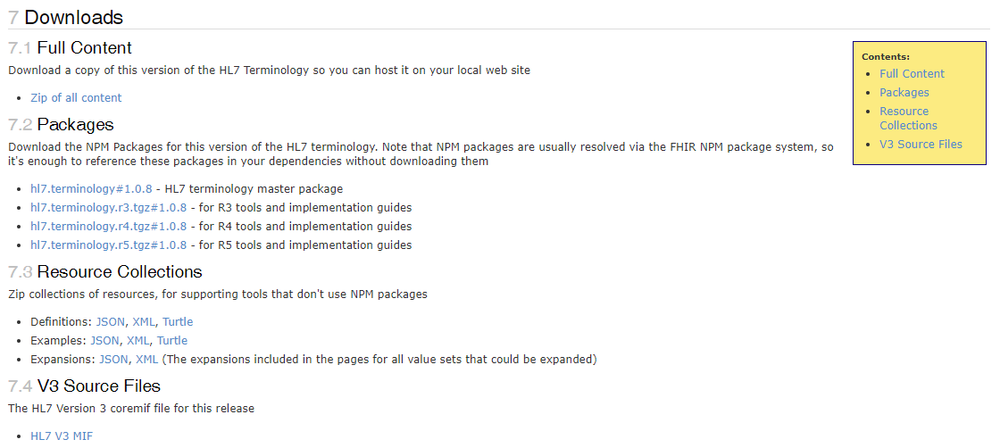 7 Downloads
7.1 Full Content
Download a copy of this version of the HL7 Terminology so you can host it on your local web site
• Zip of all content
7.2 Packages
Download the NPM Packages for this version of the HL7 terminology. Note that NPM packages are usually resolved via the FHIR NPM package system, so
it's enough to reference these packages in your dependencies without downloading them
• hl7.terminology#1.0.8 - HL7 terminology master package
• hl7.terminology.r3.tgz#1.0.8 - for R3 tools and implementation guides
• hl7.terminology.r4.tgz#1.0.8 - for R4 tools and implementation guides
• hl7.terminology.r5.tgz#1.0.8 - for R5 tools and implementation guides
7.3 Resource Collections
Zip collections of resources, for supporting tools that don't use NPM packages
• Definitions: JSON, XML, Turtle
• Examples: JSON, XML, Turtle
• Expansions: JSON, XML (The expansions included in the pages for all value sets that could be expanded)
7.4 V3 Source Files
The HL7 Version 3 coremif file for this release
• HL7 V3 MIF
Contents:
• Full Content
• Packages
• Resource
Collections
• V3 Source Files